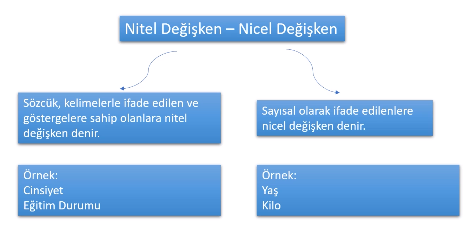 Nitel Değişken – Nicel Değişken
Sözcük, kelimelerle ifade edilen ve
göstergelere sahip olanlara nitel
değişken denir.
Sayısal olarak ifade edilenlere
nicel değişken denir.
Örnek:
Cinsiyet
Eğitim Durumu
Örnek:
Yaş
Kilo